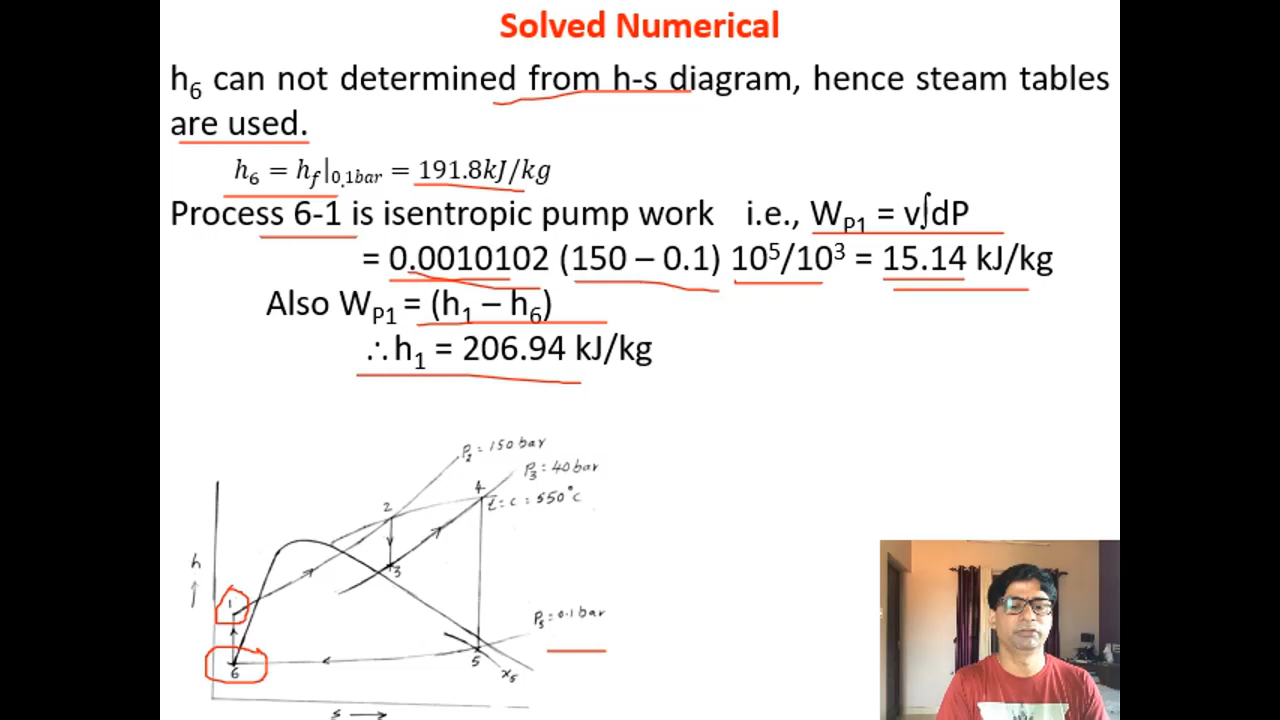 Solved Numerical
h₆ can not determined from h-s diagram, hence steam tables
are used.
h₆ = h_f|₀.₁bar = 191.8kJ/kg
Process 6-1 is isentropic pump work i.e., W_P1 = v∫dP
= 0.0010102 (150 – 0.1) 10⁵/10³ = 15.14 kJ/kg
Also W_P1 = (h₁ – h₆)
∴h₁ = 206.94 kJ/kg
P₂ = 150 bar
P₃ = 40 bar
4
t = c = 550°C
2
h
3
1
P₅ = 0.1 bar
6
5
x₅
s